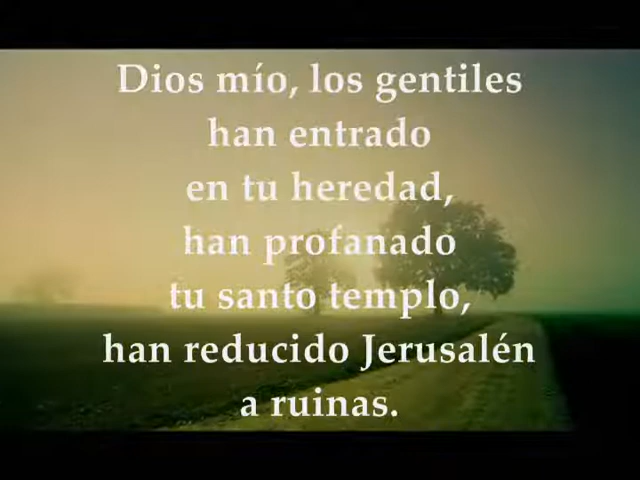 Dios mío, los gentiles
han entrado
en tu heredad,
han profanado
tu santo templo,
han reducido Jerusalén
a ruinas.